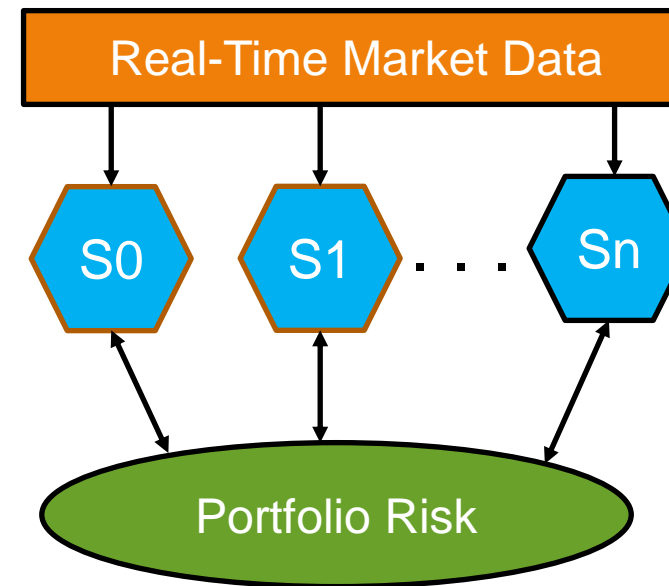 Real-Time Market Data
S0 S1 . . . Sn
Portfolio Risk